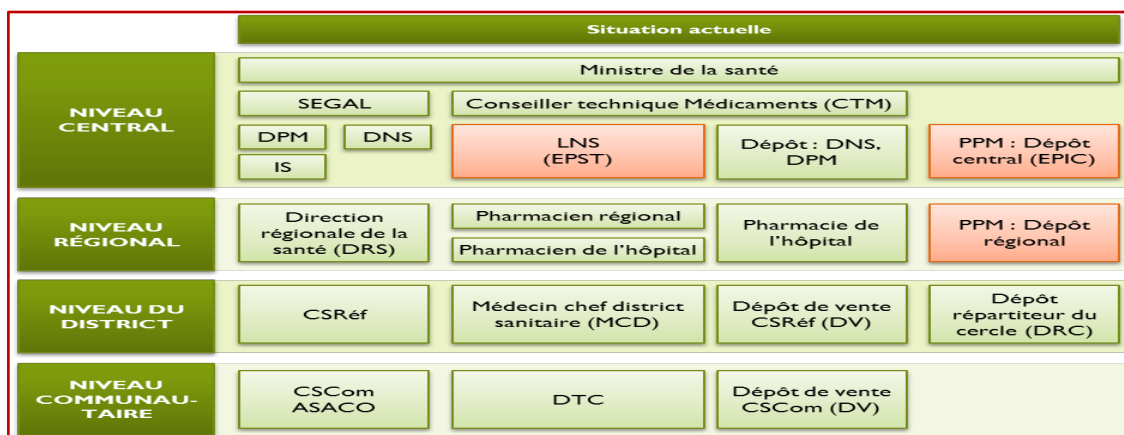 Situation actuelle
NIVEAU
CENTRAL
Ministre de la santé
SEGAL
Conseiller technique Médicaments (CTM)
DPM
DNS
IS
LNS
(EPST)
Dépôt : DNS,
DPM
PPM : Dépôt
central (EPIC)
NIVEAU
RÉGIONAL
Direction
régionale de la
santé (DRS)
Pharmacien régional
Pharmacien de l'hôpital
Pharmacie de
l'hôpital
PPM : Dépôt
régional
NIVEAU DU
DISTRICT
CSRéf
Médecin chef district
sanitaire (MCD)
Dépôt de vente
CSRéf (DV)
Dépôt
répartiteur du
cercle (DRC)
NIVEAU
COMMUNAU-
TAIRE
CSCom
ASACO
DTC
Dépôt de vente
CSCom (DV)